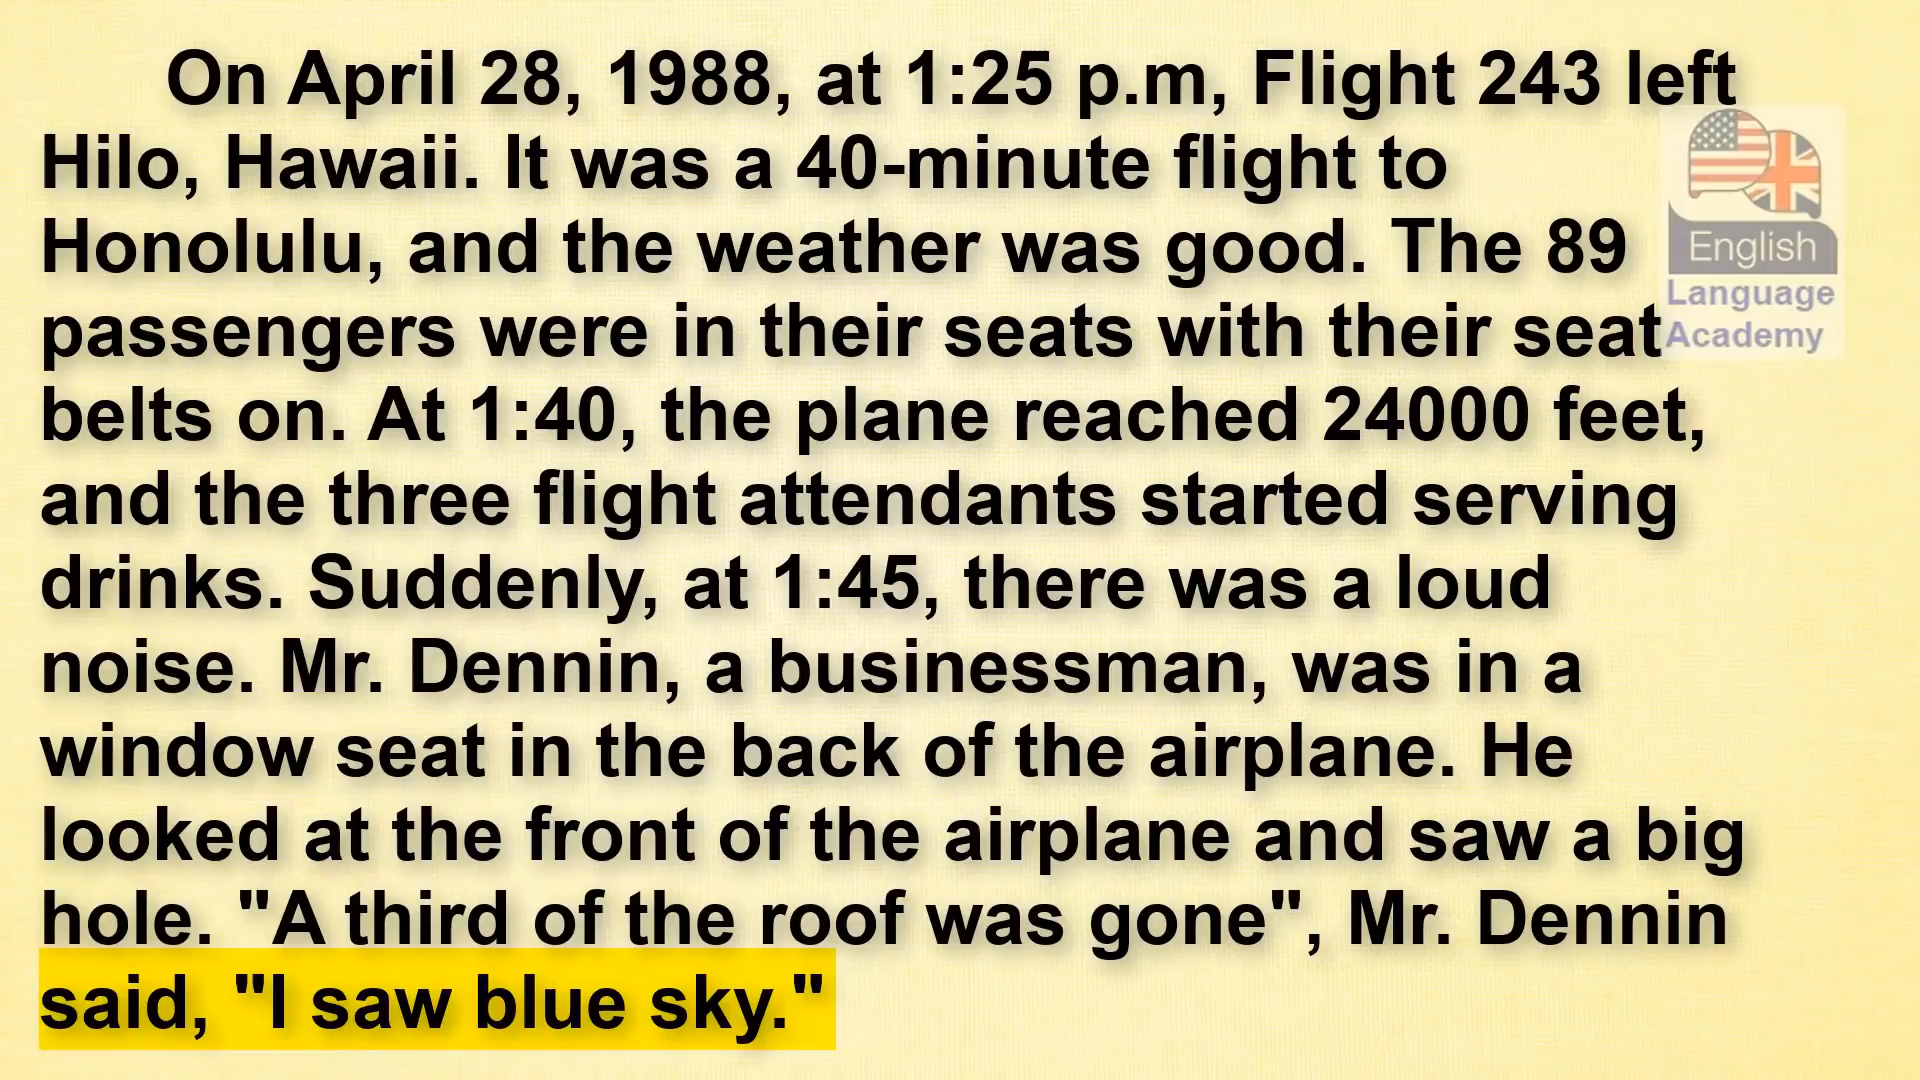 On April 28, 1988, at 1:25 p.m, Flight 243 left
Hilo, Hawaii. It was a 40-minute flight to
Honolulu, and the weather was good. The 89
passengers were in their seats with their seat
belts on. At 1:40, the plane reached 24000 feet,
and the three flight attendants started serving
drinks. Suddenly, at 1:45, there was a loud
noise. Mr. Dennin, a businessman, was in a
window seat in the back of the airplane. He
looked at the front of the airplane and saw a big
hole. "A third of the roof was gone", Mr. Dennin
said, "I saw blue sky."
English
Language
Academy